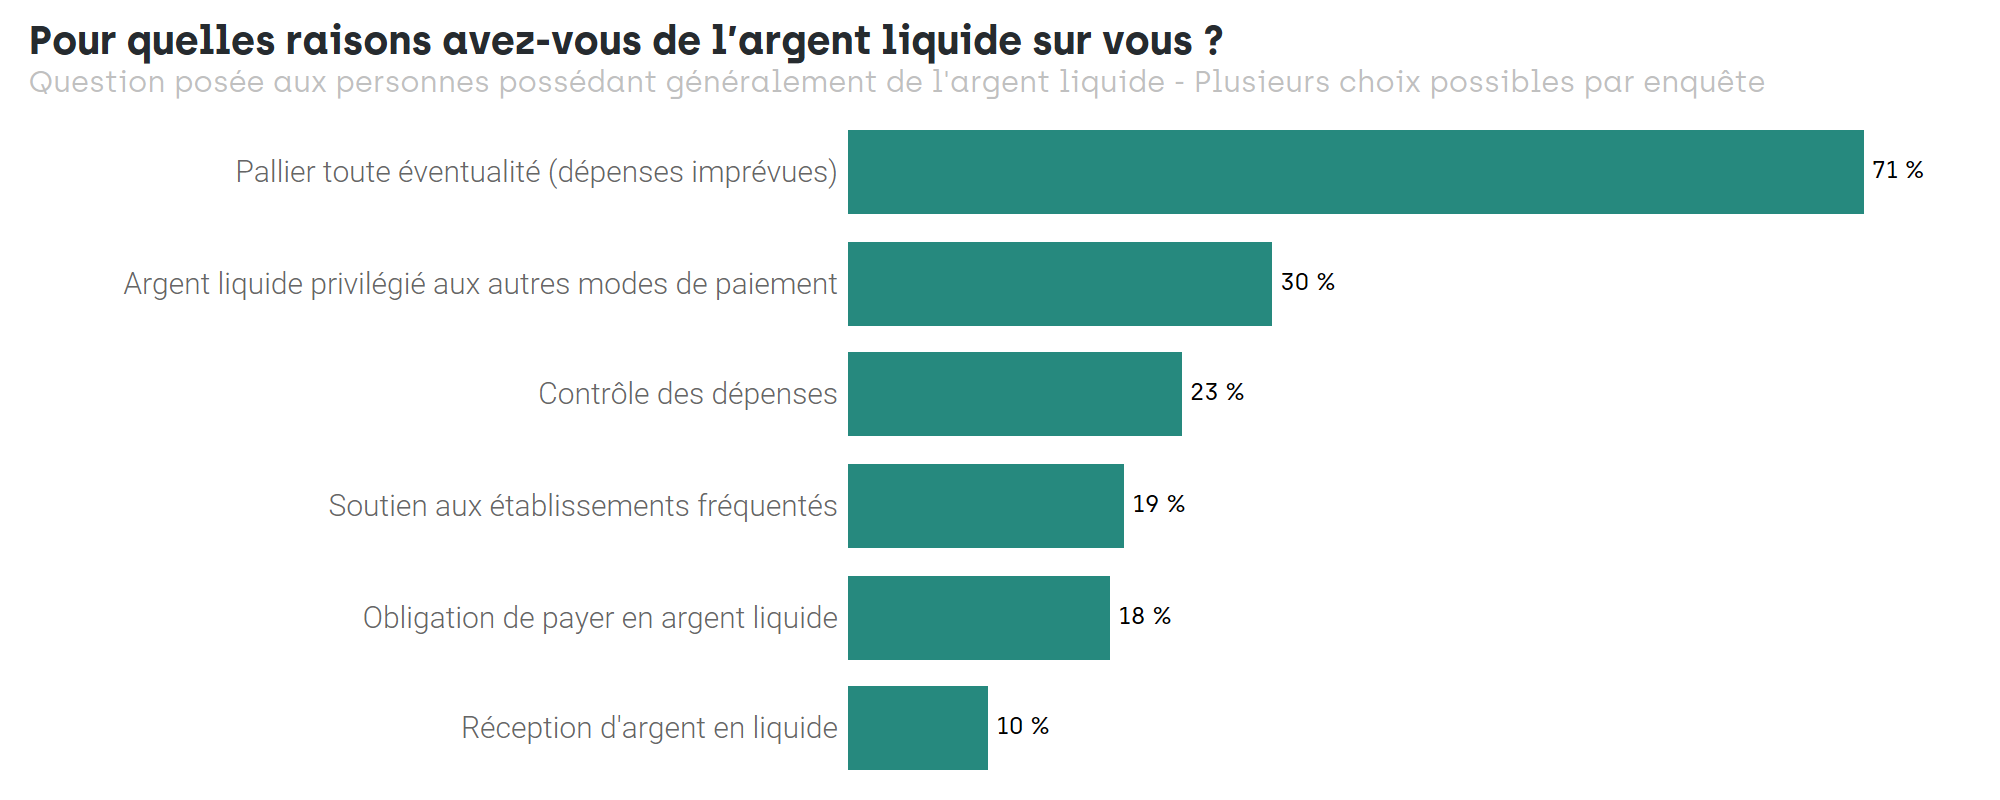 Pour quelles raisons avez-vous de l’argent liquide sur vous ?
Question posée aux personnes possédant généralement de l'argent liquide - Plusieurs choix possibles par enquête
Pallier toute éventualité (dépenses imprévues)
71 %
Argent liquide privilégié aux autres modes de paiement
30 %
Contrôle des dépenses
23 %
Soutien aux établissements fréquentés
19 %
Obligation de payer en argent liquide
18 %
Réception d'argent en liquide
10 %